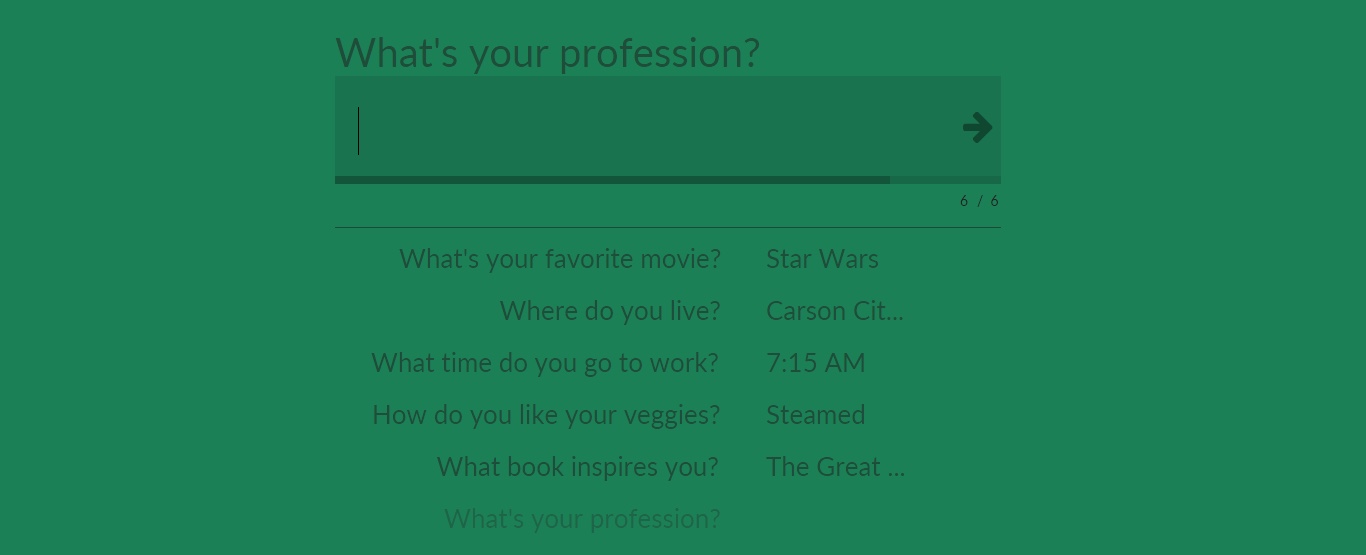 What's your profession?
6 / 6
What's your favorite movie? Star Wars
Where do you live? Carson Cit...
What time do you go to work? 7:15 AM
How do you like your veggies? Steamed
What book inspires you? The Great ...
What's your profession?